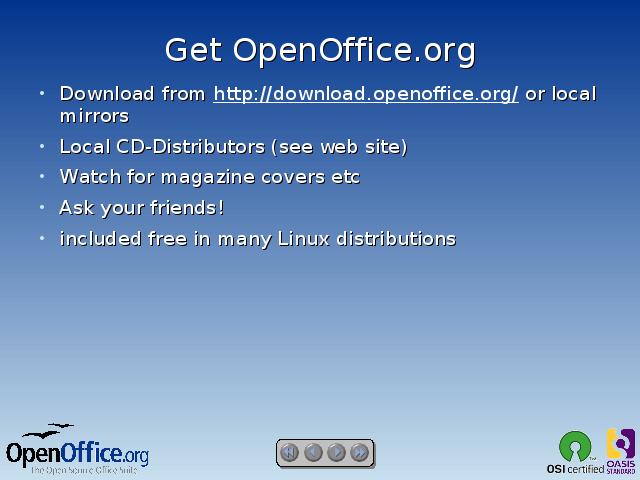 Get OpenOffice.org
• Download from http://download.openoffice.org/ or local
mirrors
• Local CD-Distributors (see web site)
• Watch for magazine covers etc
• Ask your friends!
• included free in many Linux distributions
OpenOffice.org
The Open Source Office Suite
OSI certified
OASIS
STANDARD